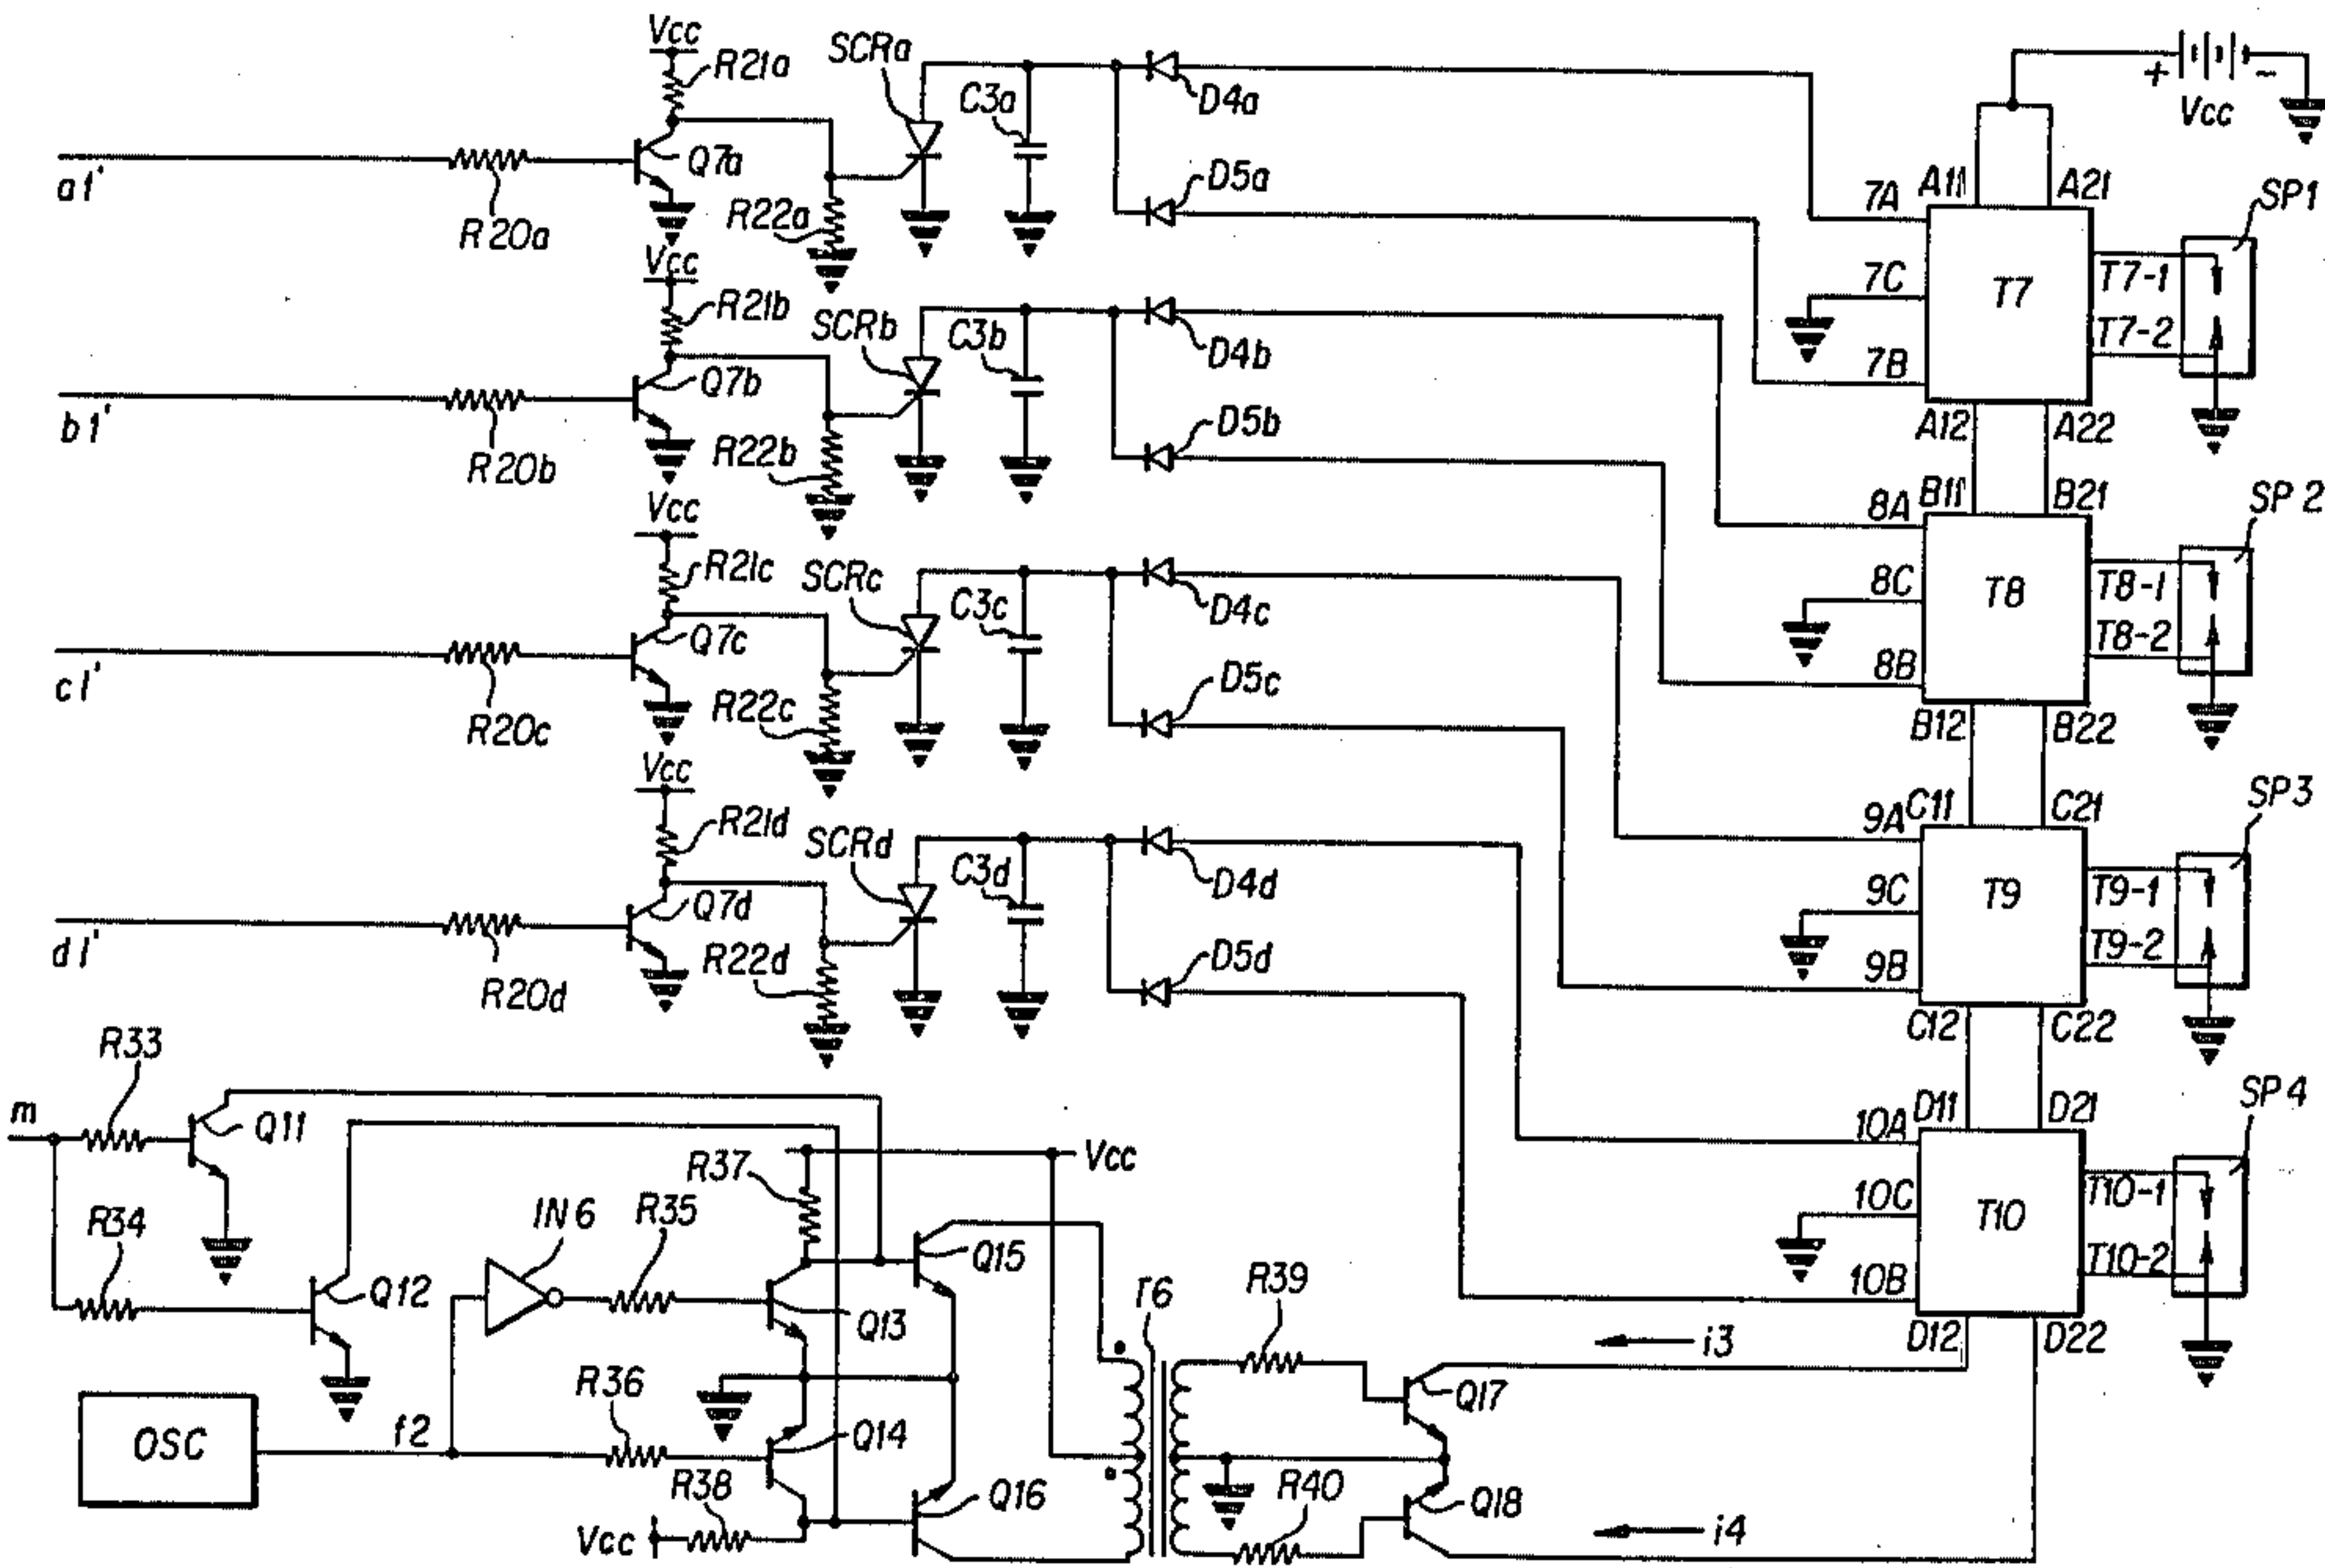 Vcc
R21a
SCRa
C3a
D4a
+
-
Vcc
a1'
R20a
Q7a
R22a
D5a
7A
A11
A21
SP1
Vcc
R21b
SCRb
C3b
D4b
7C
T7
T7-1
T7-2
7B
b1'
R20b
Q7b
R22b
D5b
A12
A22
Vcc
R21c
SCRc
C3c
D4c
8A
B11
B21
SP 2
8C
T8
T8-1
T8-2
8B
c1'
R20c
Q7c
R22c
D5c
B12
B22
Vcc
R21d
SCRd
C3d
D4d
9A
C11
C21
SP3
9C
T9
T9-1
T9-2
9B
d1'
R20d
Q7d
R22d
D5d
C12
C22
m
R33
Q11
R37
Vcc
10A
D11
D21
SP4
10C
T10
T10-1
T10-2
10B
R34
Q12
IN6
R35
Q13
Q15
T6
R39
i3
D12
D22
Q17
OSC
f2
R36
Q14
R38
Vcc
Q16
R40
Q18
i4